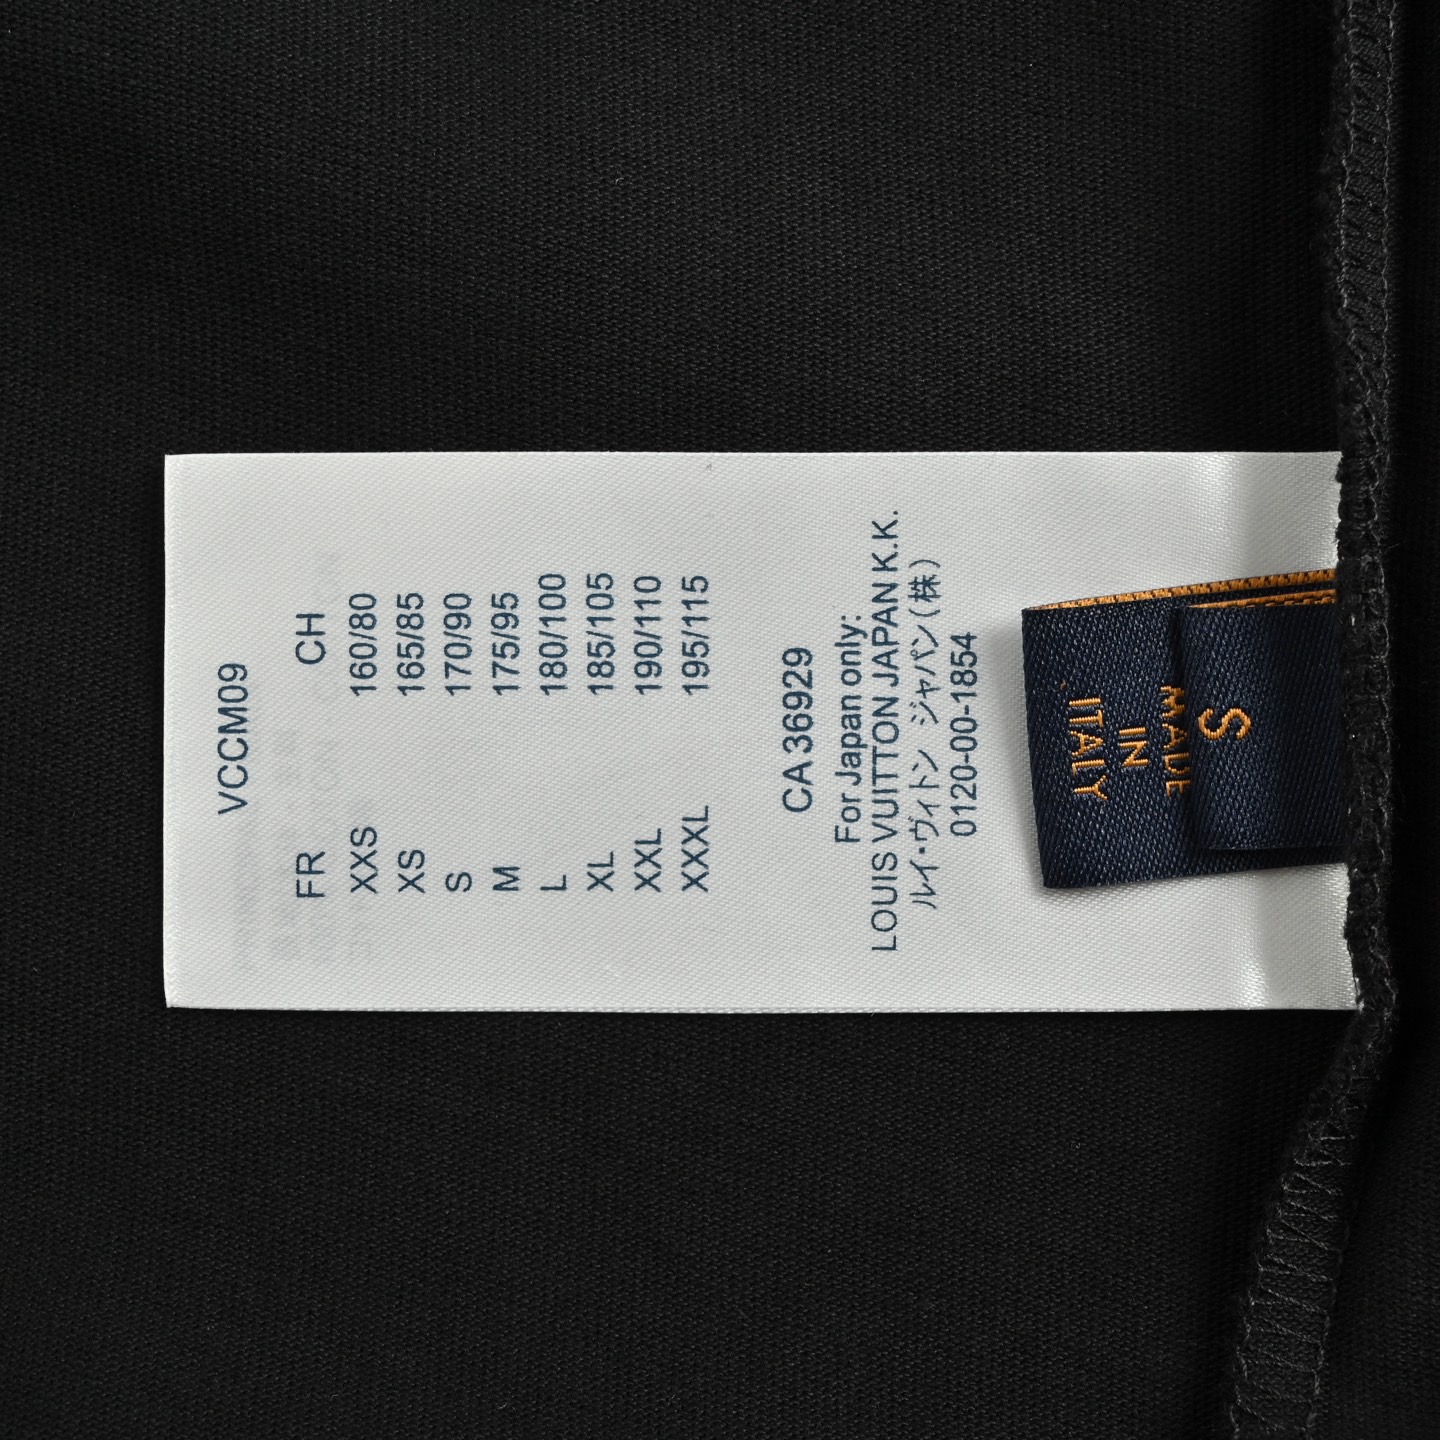 VCCM09
FR CH
XXS 160/80
XS 165/85
S 170/90
M 175/95
L 180/100
XL 185/105
XXL 190/110
XXXL 195/115
CA 36929
For Japan only:
LOUIS VUITTON JAPAN K.K.
ルイ・ヴィトン ジャパン(株)
0120-00-1854
S
MADE
IN
ITALY